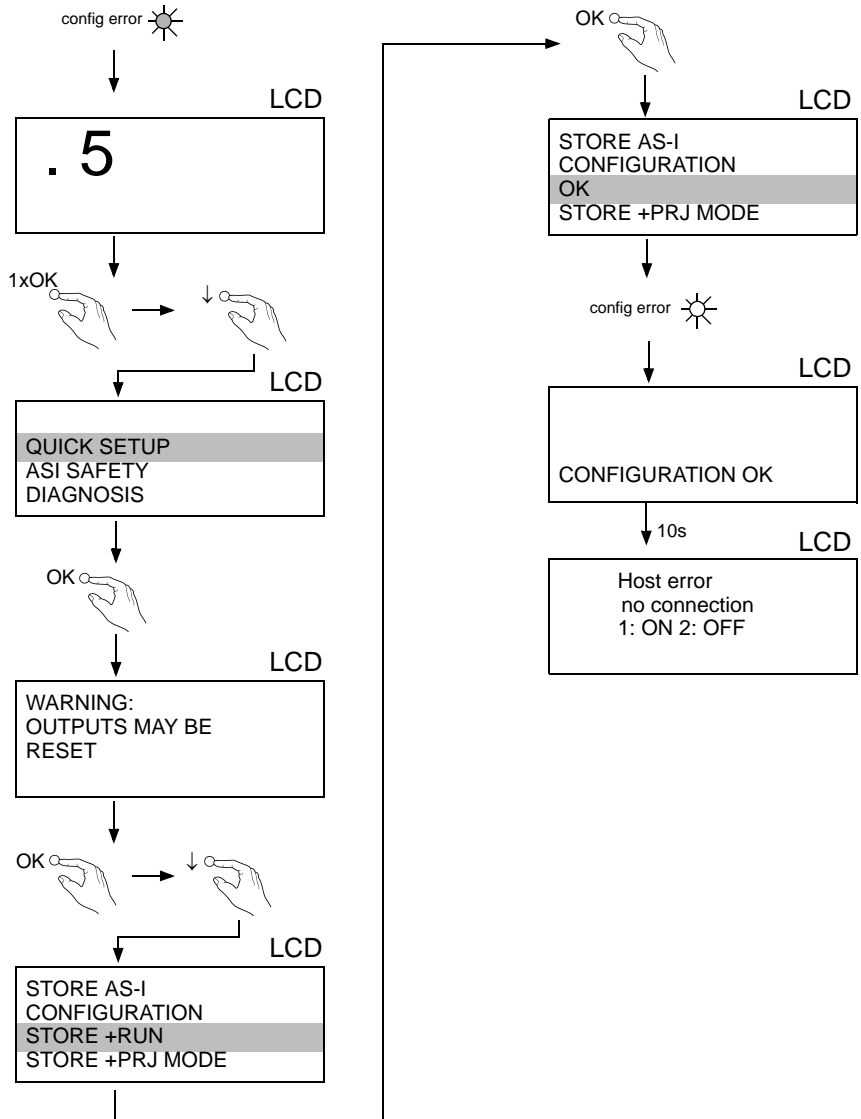 config error
LCD
. 5
1xOK
↓
LCD
QUICK SETUP
ASI SAFETY
DIAGNOSIS
OK
LCD
WARNING:
OUTPUTS MAY BE
RESET
OK
↓
LCD
STORE AS-I
CONFIGURATION
STORE +RUN
STORE +PRJ MODE
OK
LCD
STORE AS-I
CONFIGURATION
OK
STORE +PRJ MODE
config error
LCD
CONFIGURATION OK
10s
LCD
Host error
no connection
1: ON 2: OFF